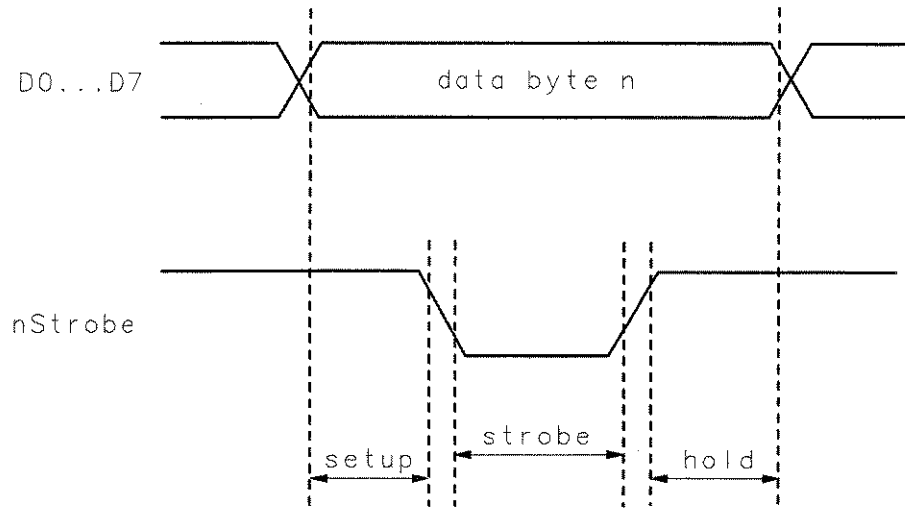 D0...D7
data byte n
nStrobe
setup
strobe
hold